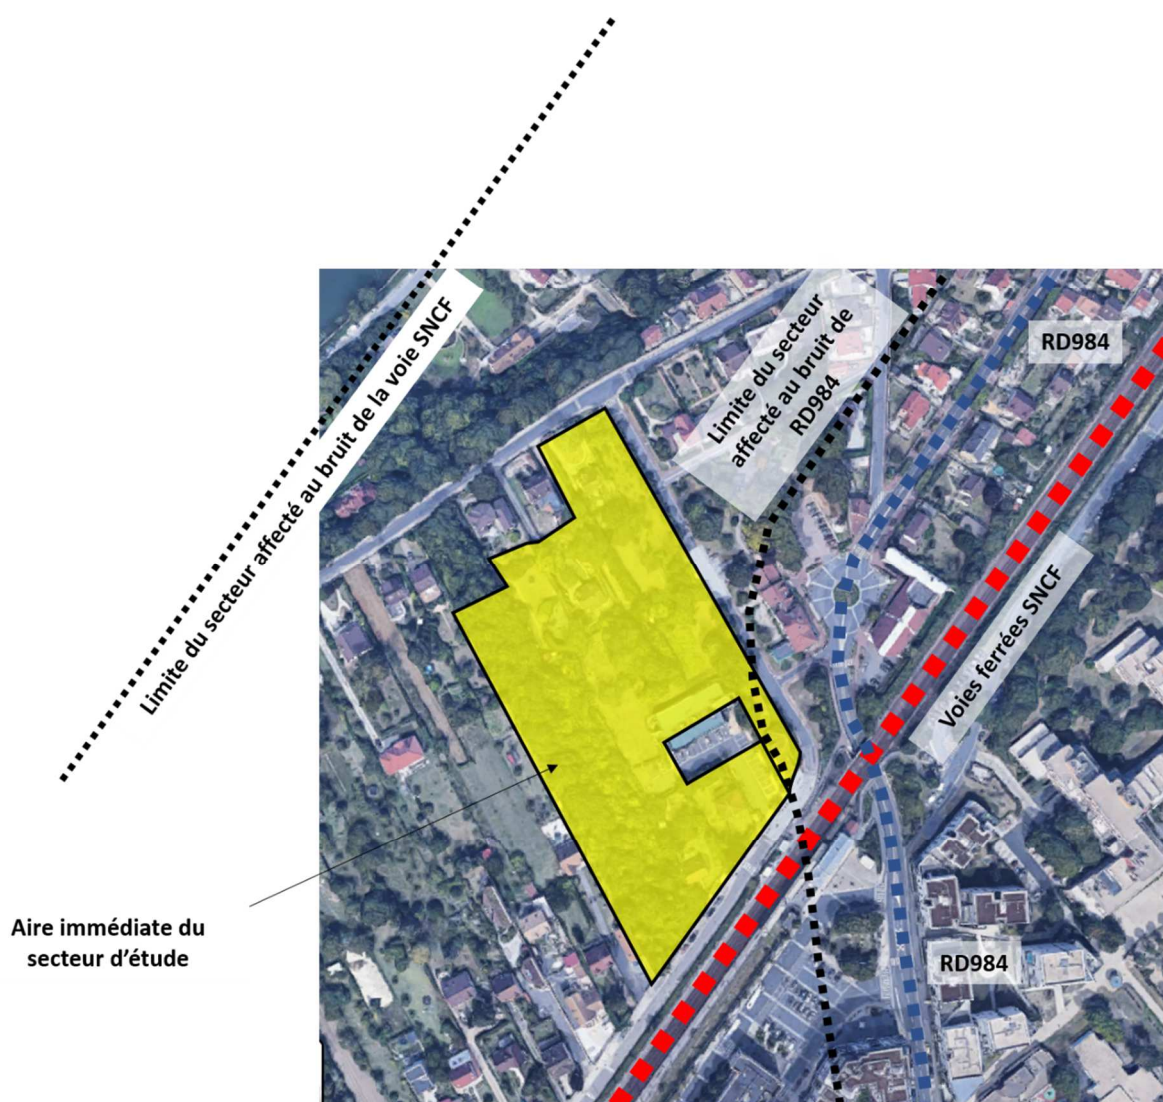 Limite du secteur affecté au bruit de la voie SNCF
Limite du secteur
affecté au bruit de
RD984
RD984
Voies ferrées SNCF
Aire immédiate du
secteur d’étude
RD984